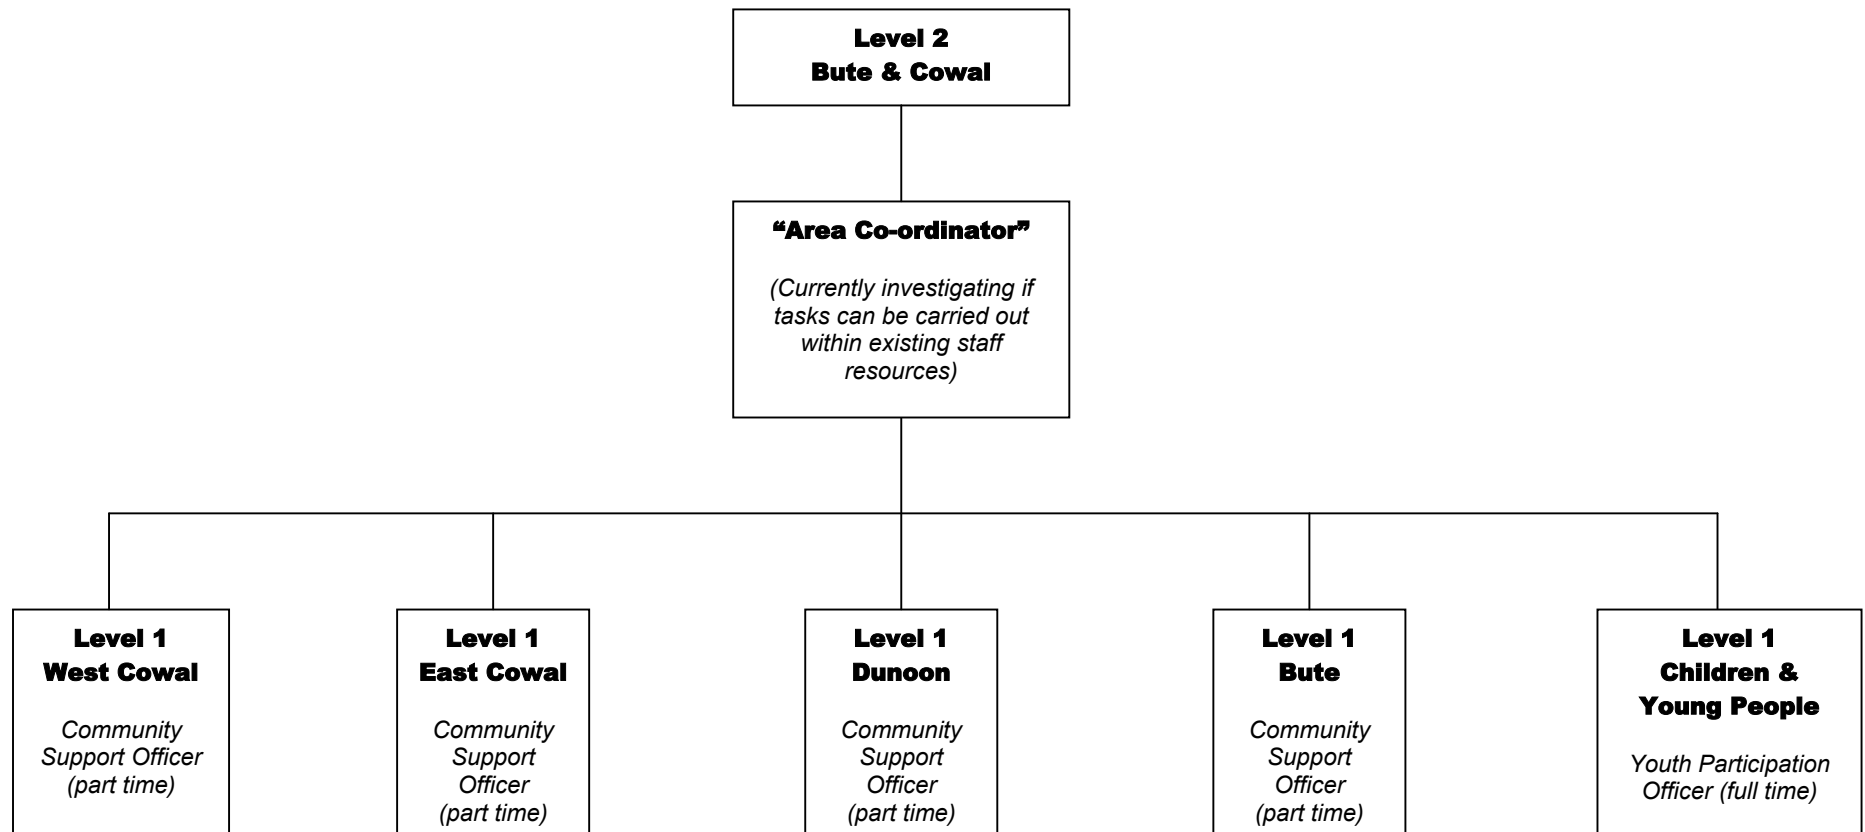 Level 2
Bute & Cowal
“Area Co-ordinator”
(Currently investigating if
tasks can be carried out
within existing staff
resources)
Level 1
West Cowal
Community
Support Officer
(part time)
Level 1
East Cowal
Community
Support
Officer
(part time)
Level 1
Dunoon
Community
Support
Officer
(part time)
Level 1
Bute
Community
Support
Officer
(part time)
Level 1
Children &
Young People
Youth Participation
Officer (full time)